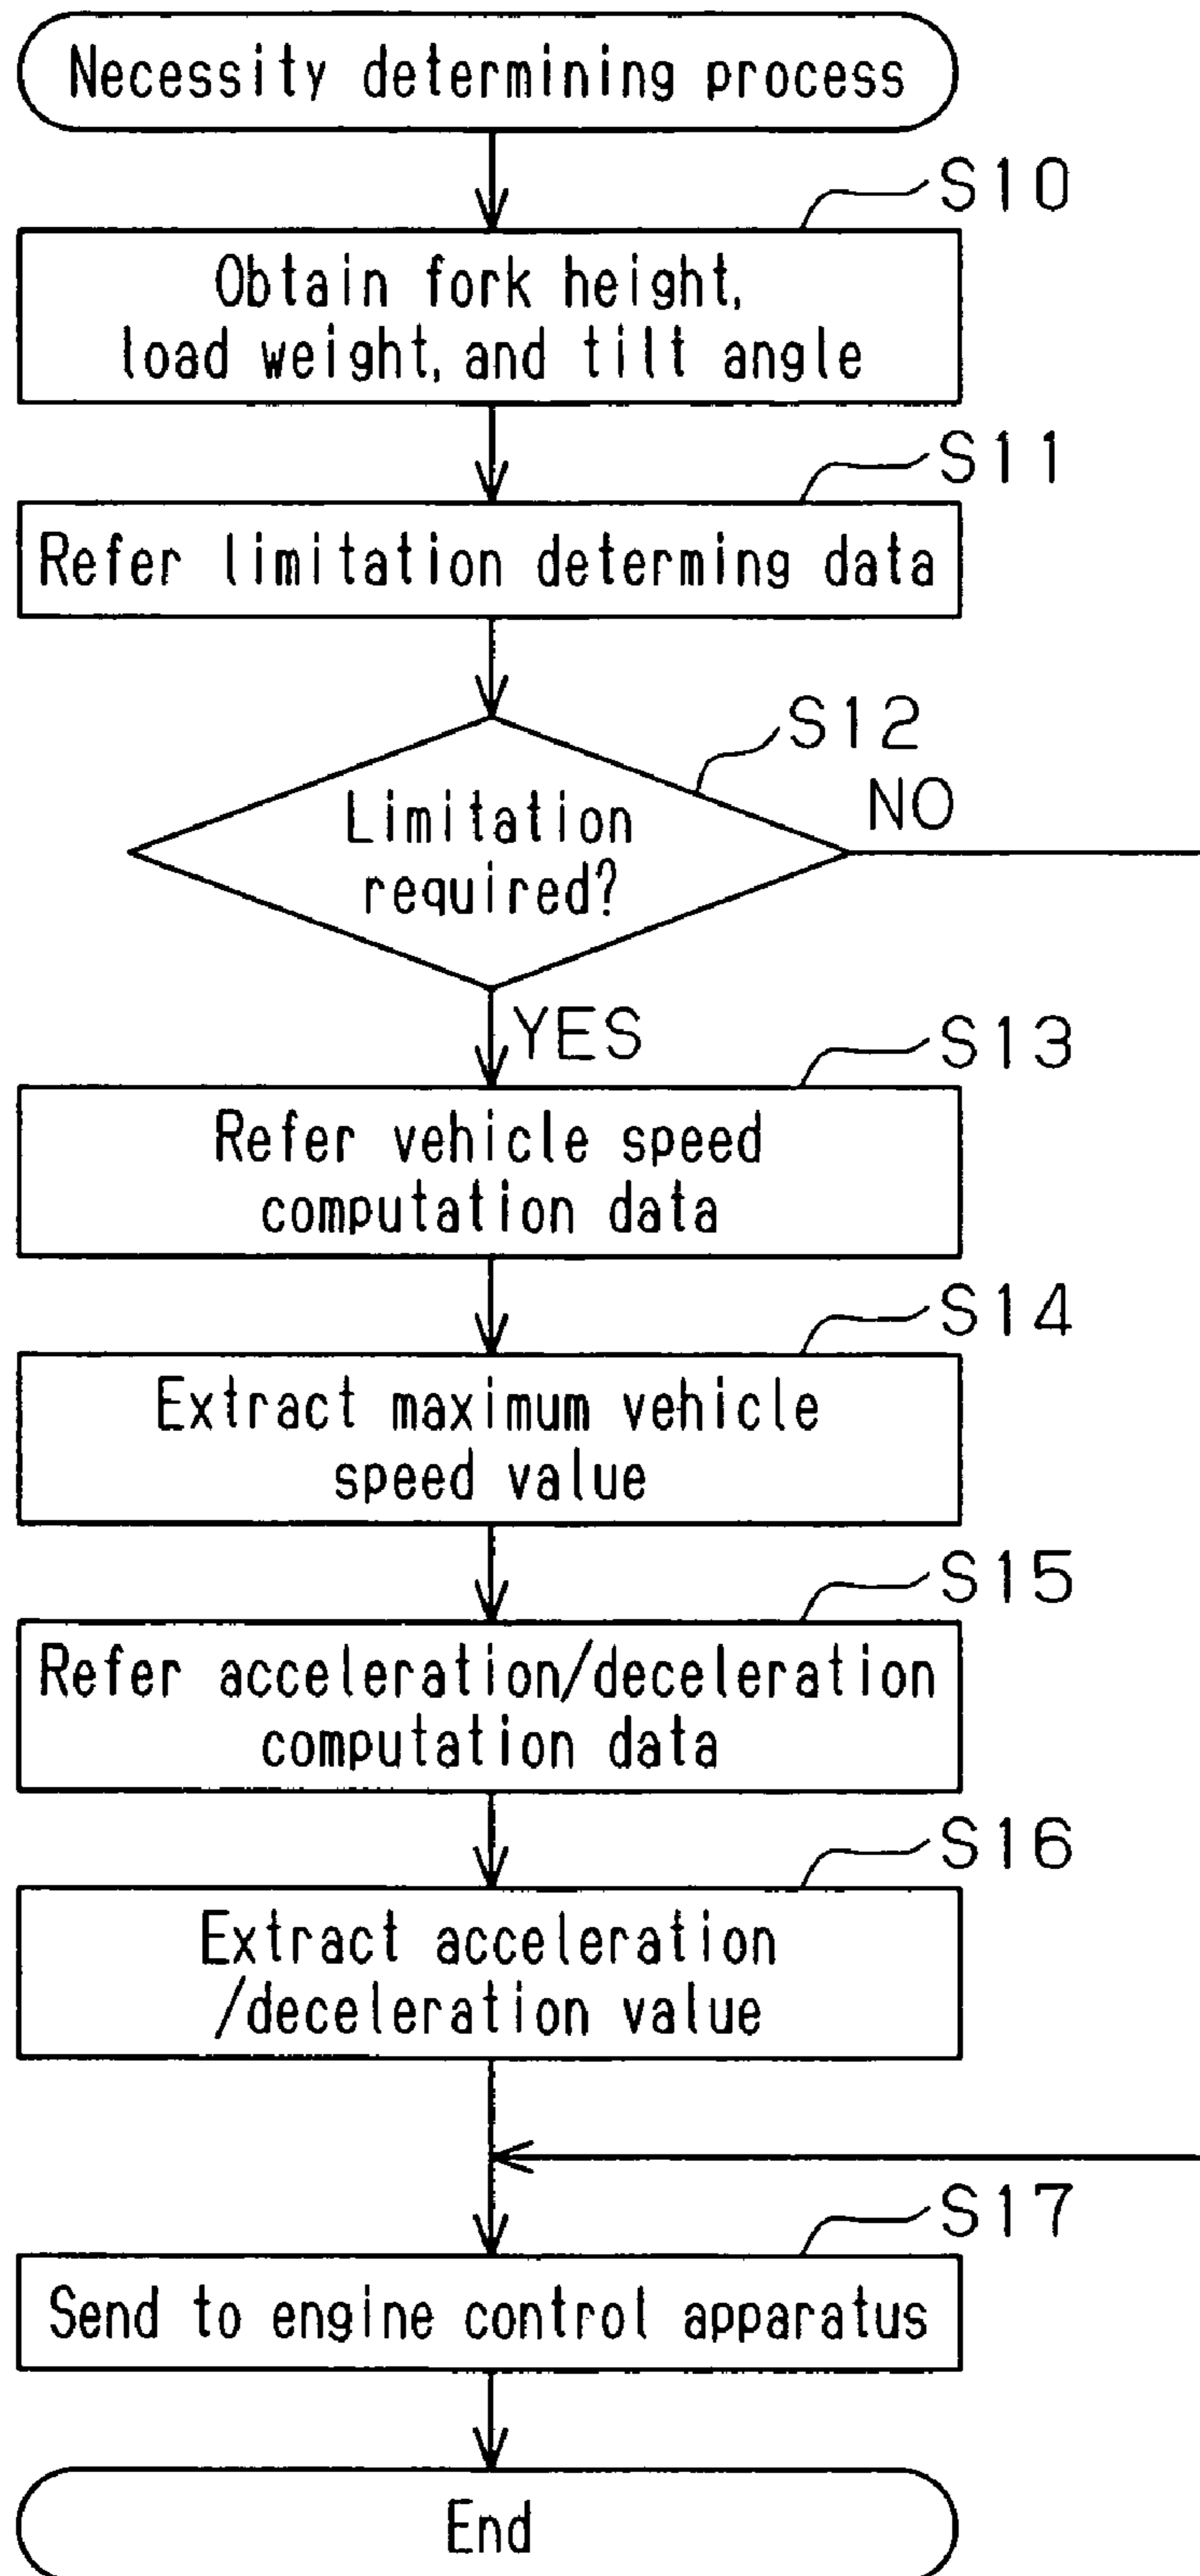 Necessity determining process
S10
Obtain fork height,
load weight, and tilt angle
S11
Refer limitation determing data
S12
NO
Limitation
required?
YES
S13
Refer vehicle speed
computation data
S14
Extract maximum vehicle
speed value
S15
Refer acceleration/deceleration
computation data
S16
Extract acceleration
/deceleration value
S17
Send to engine control apparatus
End